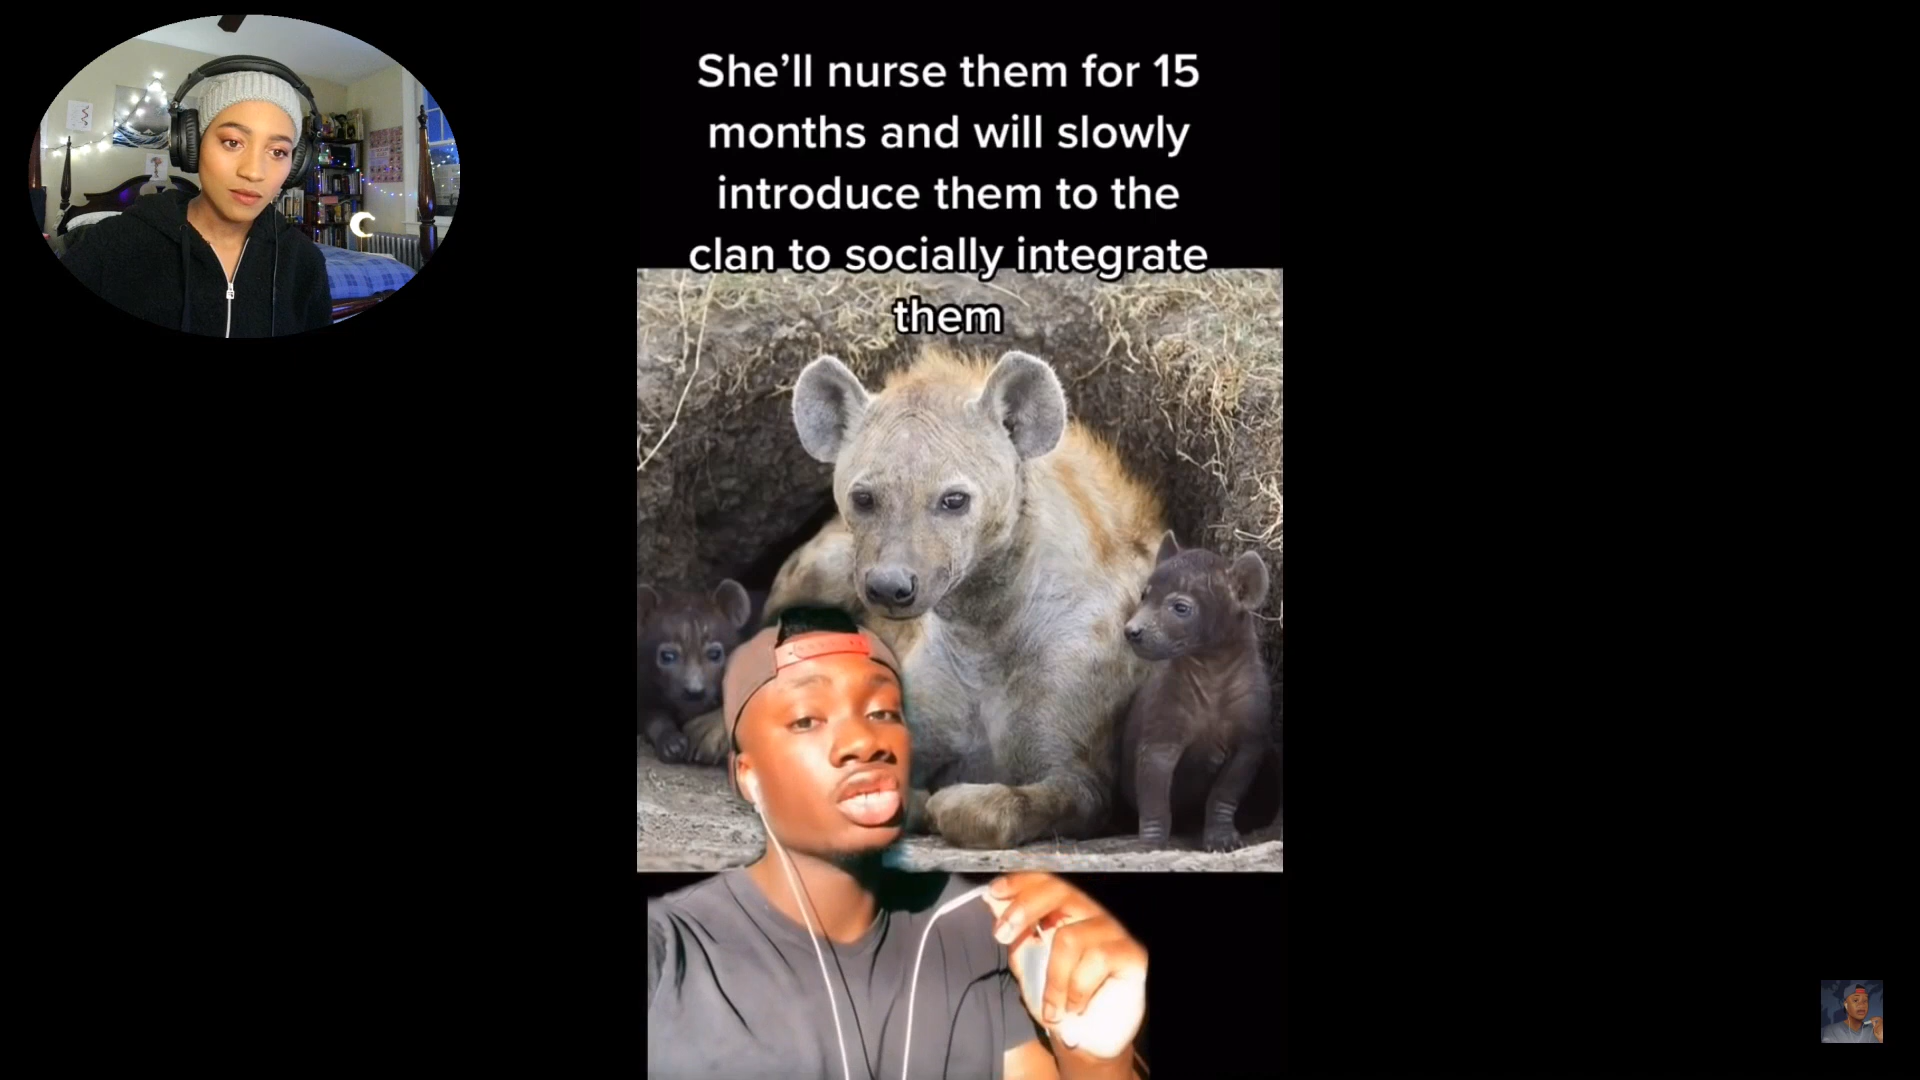 She’ll nurse them for 15
months and will slowly
introduce them to the
clan to socially integrate
them